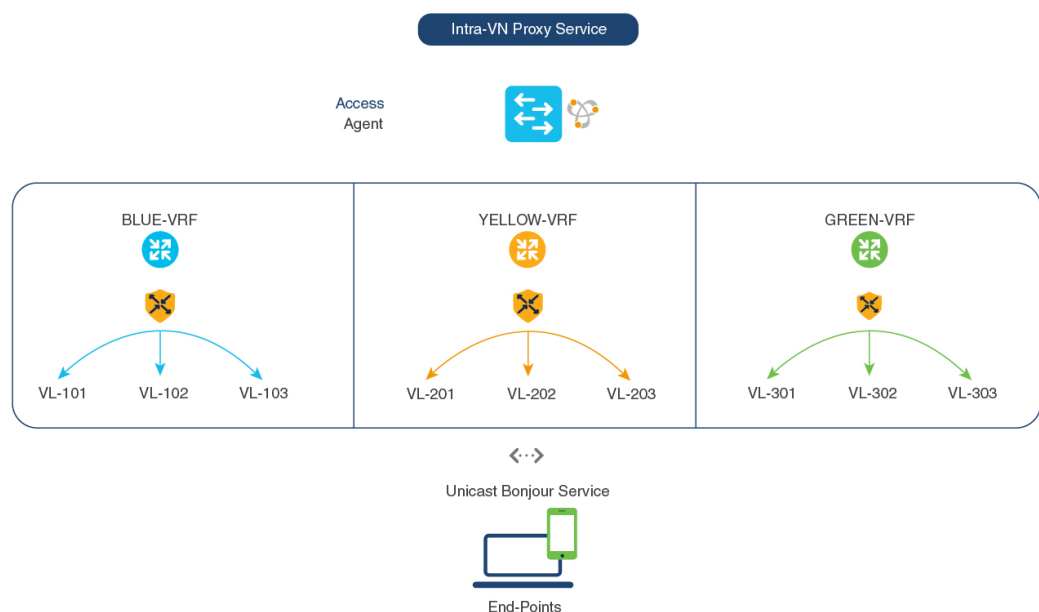 Intra-VN Proxy Service
Access
Agent
BLUE-VRF
YELLOW-VRF
GREEN-VRF
VL-101
VL-102
VL-103
VL-201
VL-202
VL-203
VL-301
VL-302
VL-303
Unicast Bonjour Service
End-Points